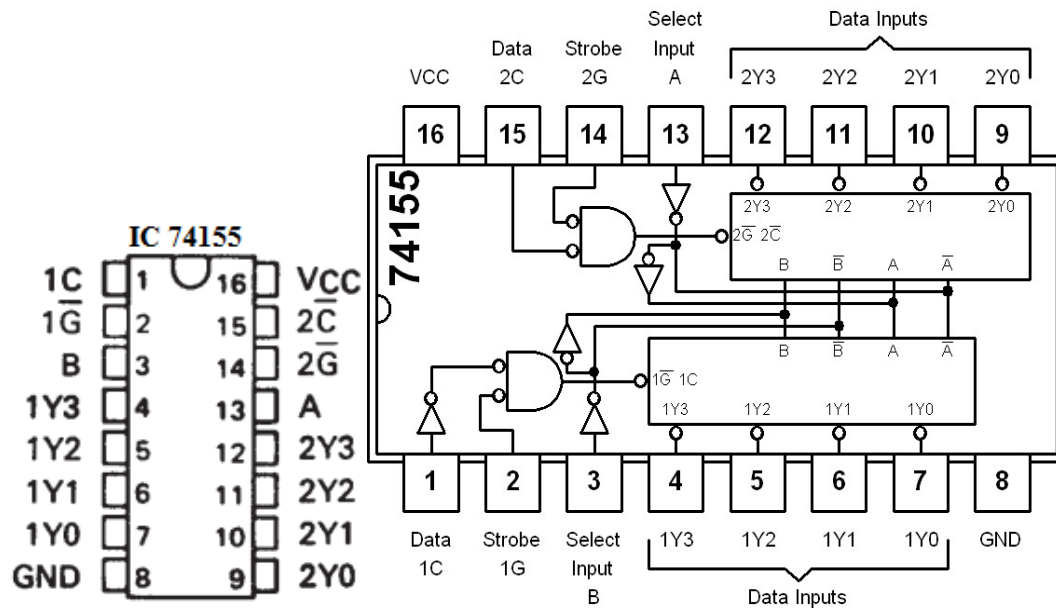 IC 74155
1C 1 16 VCC
1G̅ 2 15 2C̅
B 3 14 2G̅
1Y3 4 13 A
1Y2 5 12 2Y3
1Y1 6 11 2Y2
1Y0 7 10 2Y1
GND 8 9 2Y0
Select Data Inputs
Data Strobe Input
VCC 2C 2G A 2Y3 2Y2 2Y1 2Y0
16 15 14 13 12 11 10 9
74155
2Y3 2Y2 2Y1 2Y0
2G̅ 2C̅
B B̅ A A̅
B B̅ A A̅
1G̅ 1C
1Y3 1Y2 1Y1 1Y0
1 2 3 4 5 6 7 8
Data Strobe Select 1Y3 1Y2 1Y1 1Y0 GND
1C 1G Input
B Data Inputs